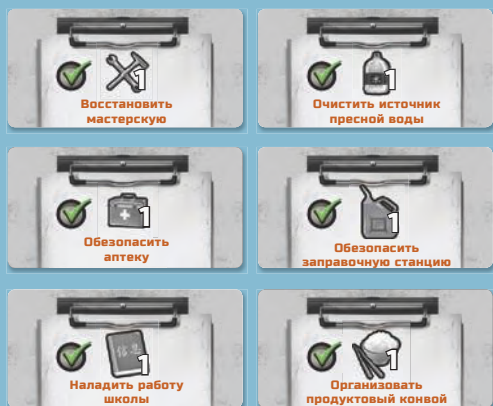 1
Восстановить
мастерскую
1
Очистить источник
пресной воды
1
Обезопасить
аптеку
1
Обезопасить
заправочную станцию
1
Наладить работу
школы
1
Организовать
продуктовый конвой